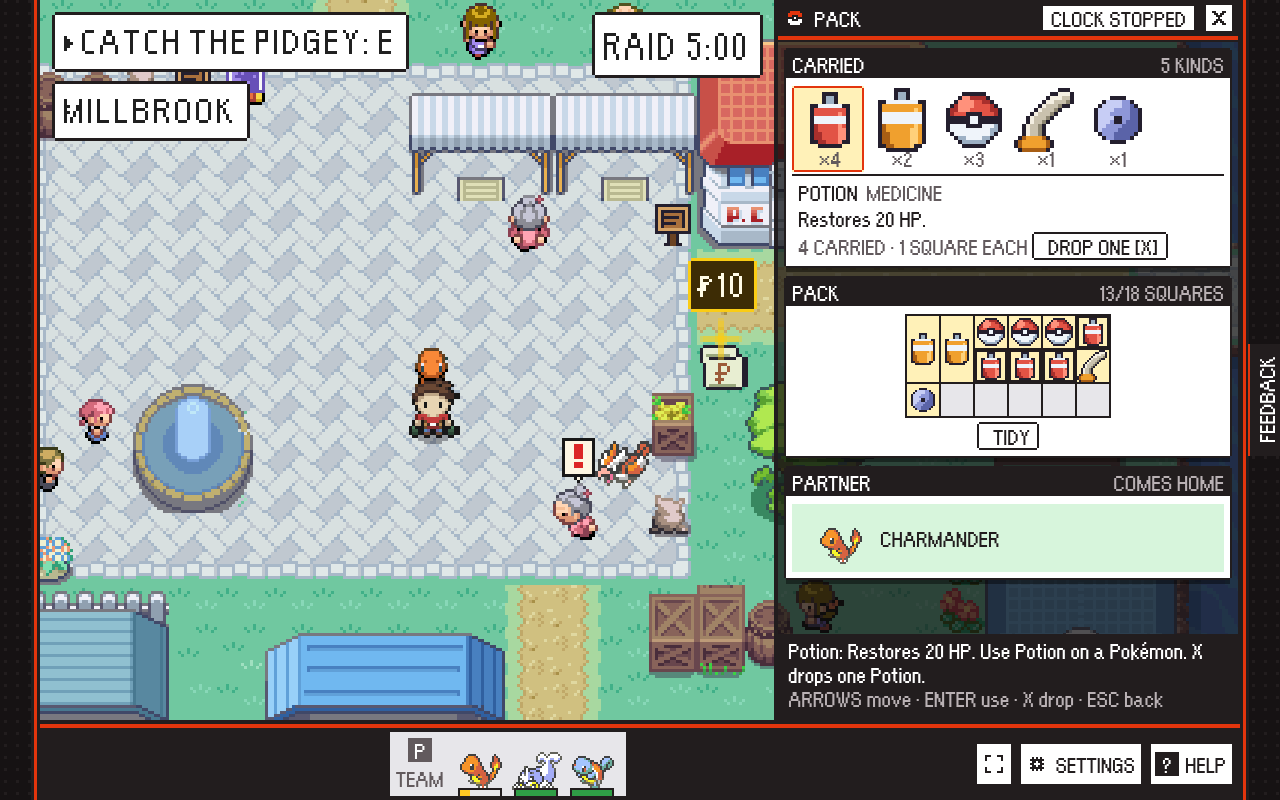 ▸CATCH THE PIDGEY: E
RAID 5:00
MILLBROOK
P.C
₽10
₽
!
PACK
CLOCK STOPPED
X
CARRIED
5 KINDS
×4
×2
×3
×1
×1
POTION MEDICINE
Restores 20 HP.
4 CARRIED · 1 SQUARE EACH
DROP ONE [X]
PACK
13/18 SQUARES
TIDY
PARTNER
COMES HOME
CHARMANDER
Potion: Restores 20 HP. Use Potion on a Pokémon. X
drops one Potion.
ARROWS move · ENTER use · X drop · ESC back
FEEDBACK
P
TEAM
SETTINGS
? HELP